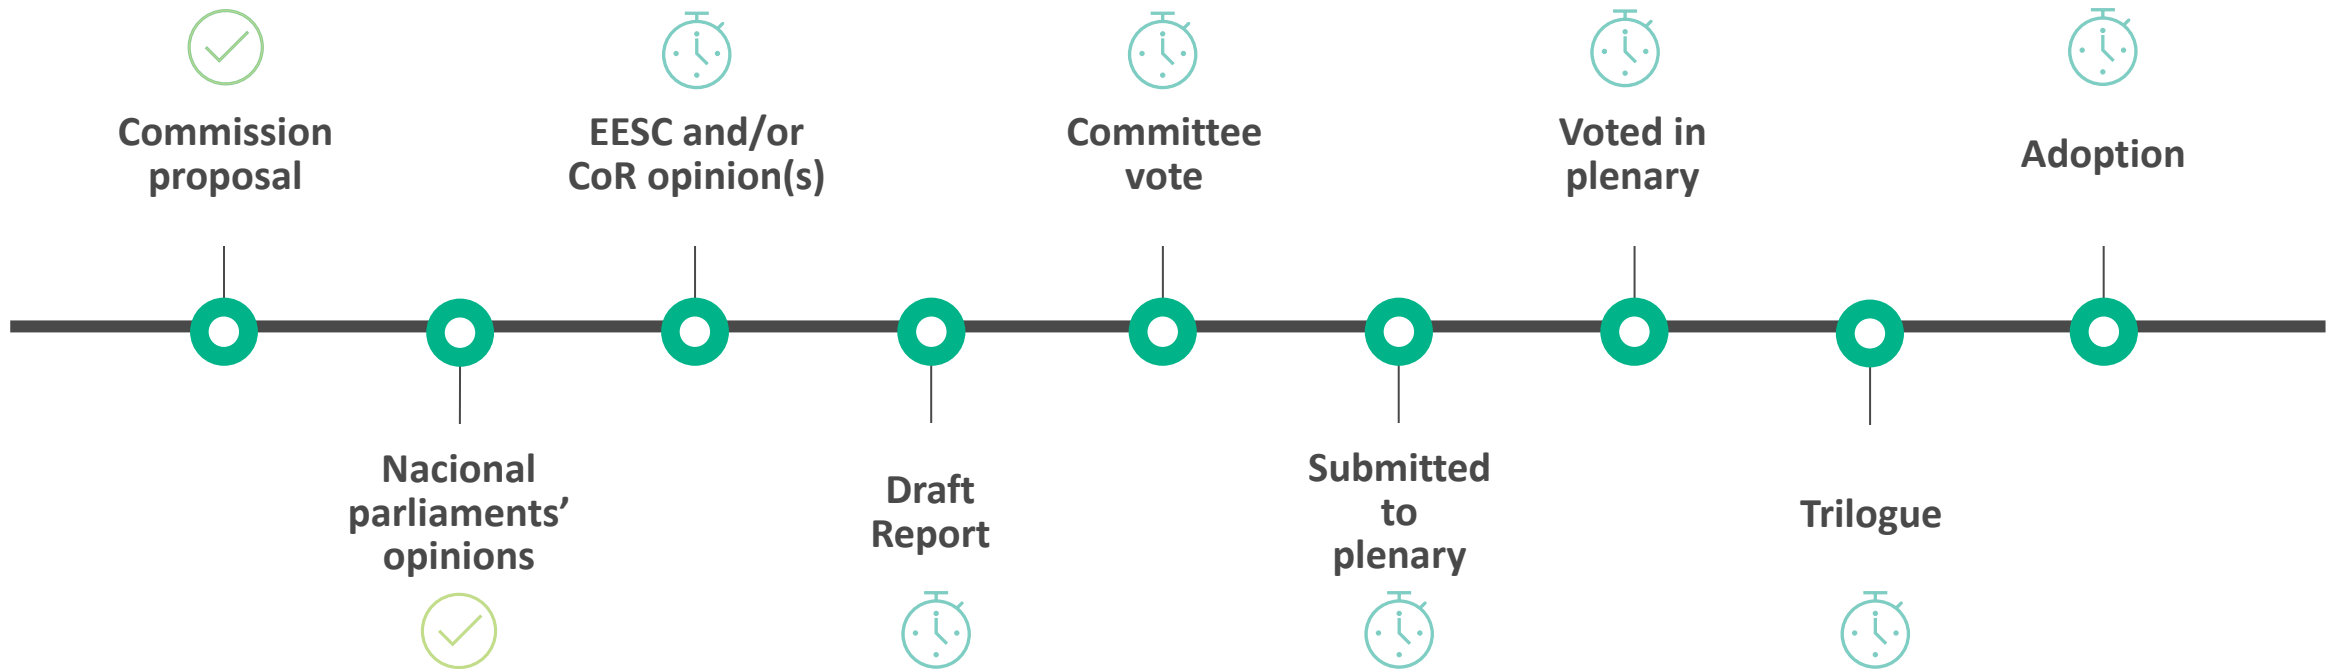 Commission
proposal
Nacional
parliaments’
opinions
EESC and/or
CoR opinion(s)
Draft
Report
Committee
vote
Submitted
to
plenary
Voted in
plenary
Trilogue
Adoption